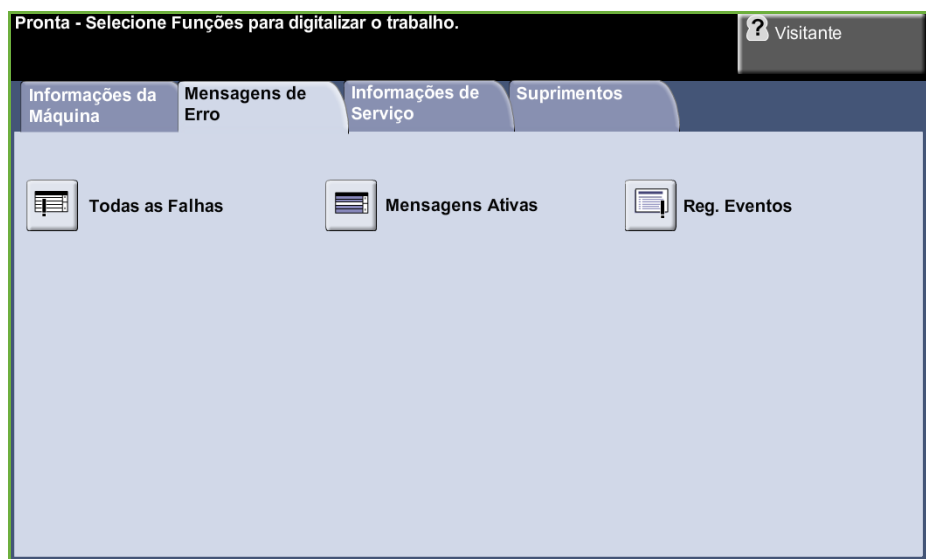 Pronta - Selecione Funções para digitalizar o trabalho.
Visitante
Informações da
Máquina
Mensagens de
Erro
Informações de
Serviço
Suprimentos
Todas as Falhas
Mensagens Ativas
Reg. Eventos